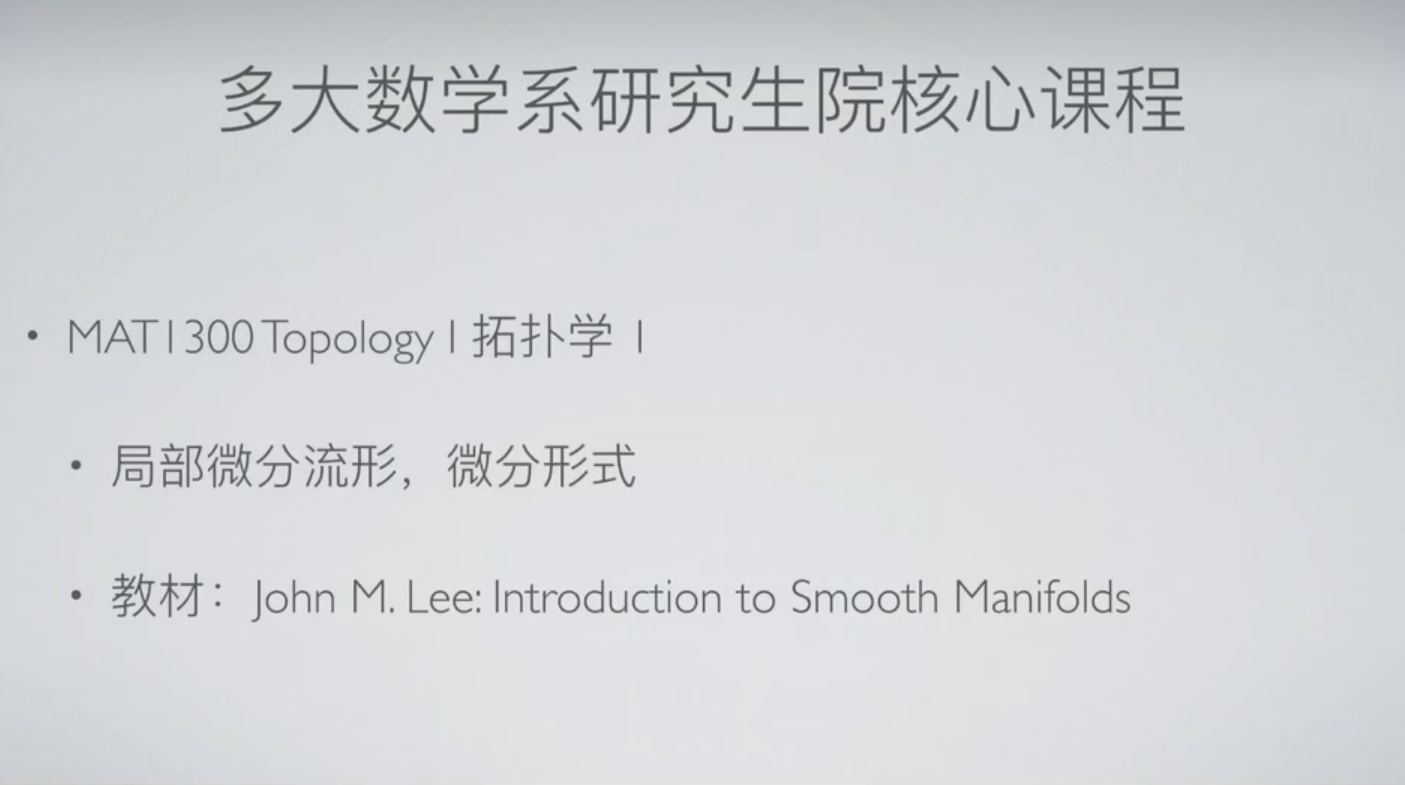 多大数学系研究生院核心课程
• MAT1300 Topology I 拓扑学 I
• 局部微分流形，微分形式
• 教材：John M. Lee: Introduction to Smooth Manifolds